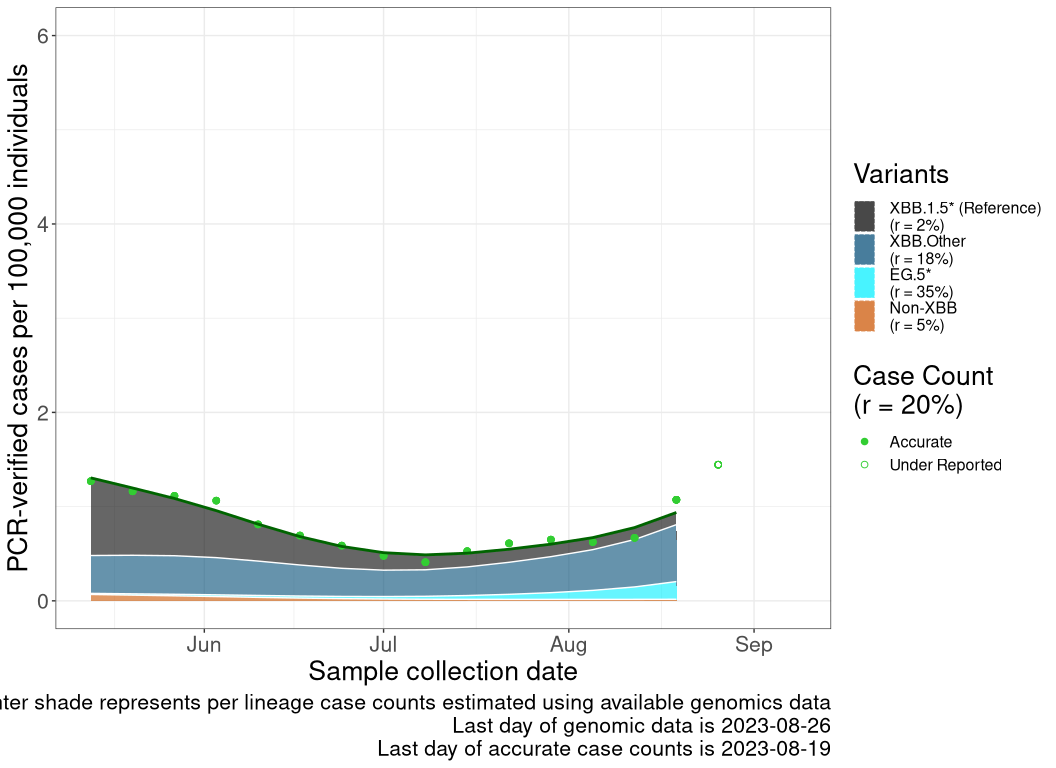 PCR-verified cases per 100,000 individuals
6
4
2
0
Jun Jul Aug Sep
Sample collection date
shade represents per lineage case counts estimated using available genomics data
Last day of genomic data is 2023-08-26
Last day of accurate case counts is 2023-08-19
Variants
XBB.1.5* (Reference)
(r = 2%)
XBB.Other
(r = 18%)
EG.5*
(r = 35%)
Non-XBB
(r = 5%)
Case Count
(r = 20%)
Accurate
Under Reported